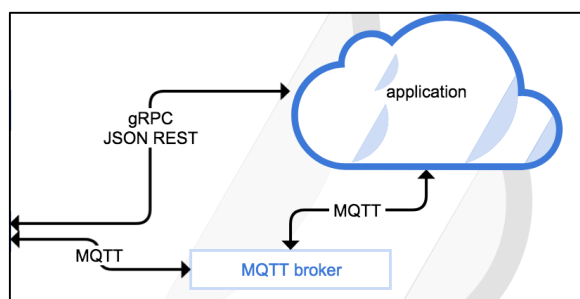 application
gRPC
JSON REST
MQTT
MQTT
MQTT broker